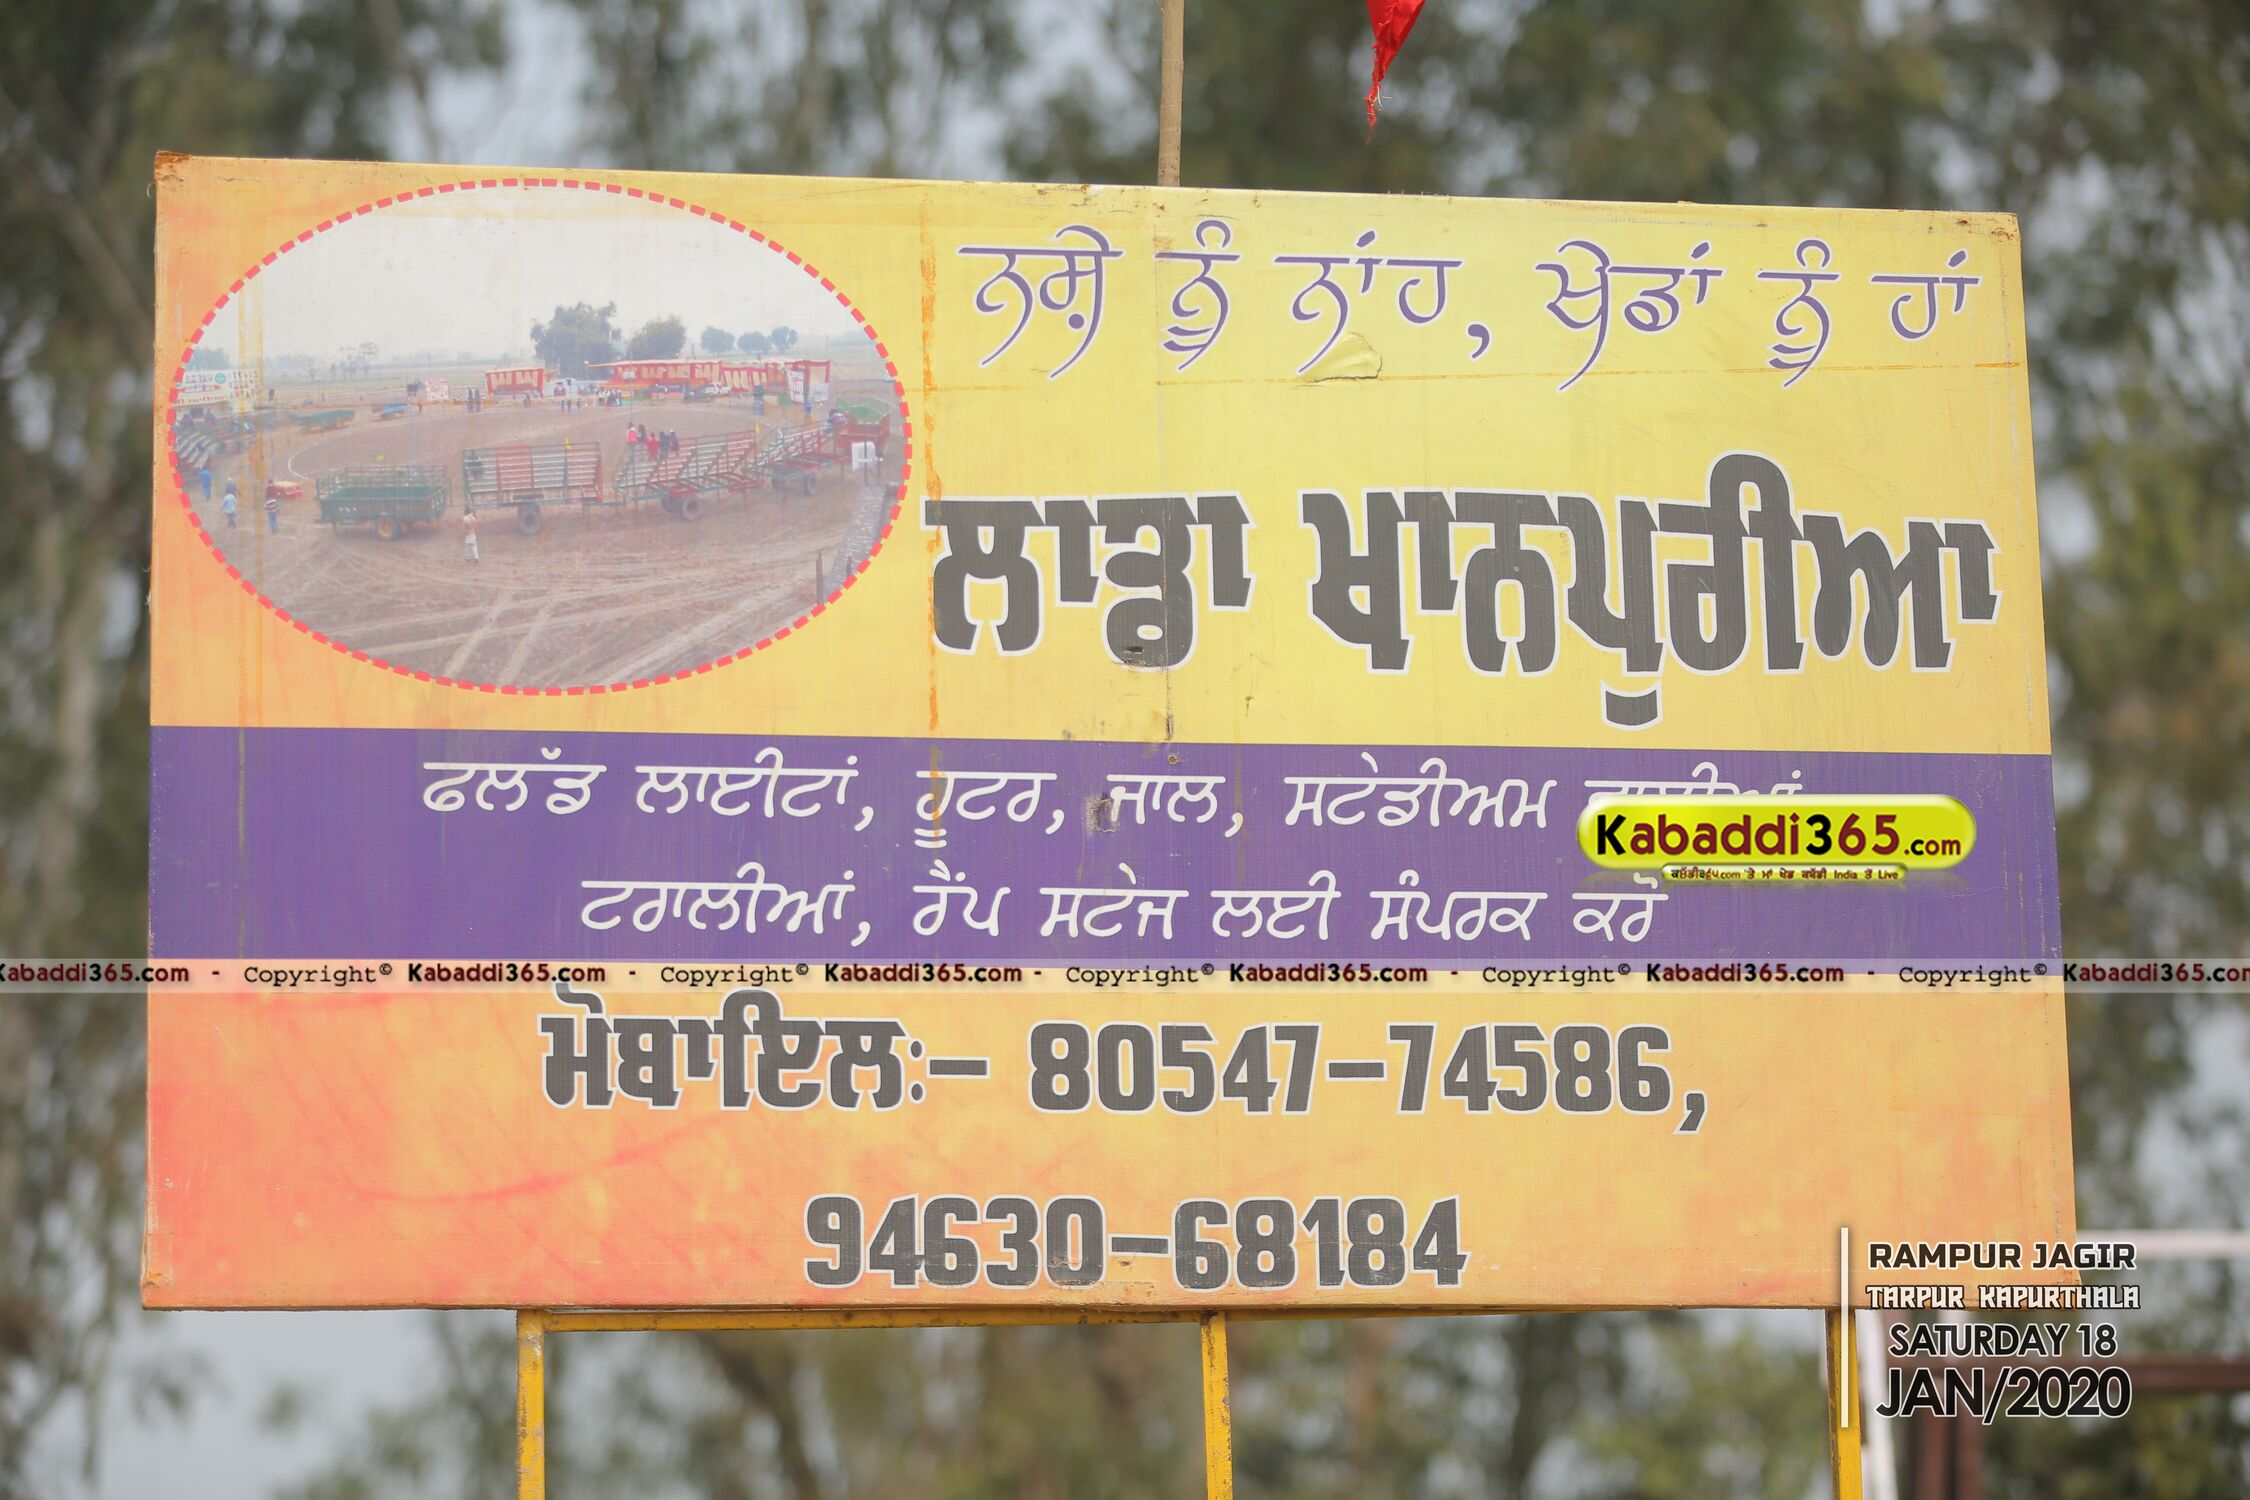 ਨਸ਼ੇ ਨੂੰ ਨਾਂਹ, ਖੇਡਾਂ ਨੂੰ ਹਾਂ
ਲਾਡਾ ਖਾਨਪੁਰੀਆ
ਫਲੱਡ ਲਾਈਟਾਂ, ਹੂਟਰ, ਜਾਲ, ਸਟੇਡੀਅਮ
Kabaddi365.com
ਟਰਾਲੀਆਂ, ਰੈਂਪ ਸਟੇਜ ਲਈ ਸੰਪਰਕ ਕਰੋ
Kabaddi365.com - Copyright© Kabaddi365.com - Copyright© Kabaddi365.com - Copyright© Kabaddi365.com - Copyright© Kabaddi365.com - Copyright© Kabaddi365.com
ਮੋਬਾਇਲ:- 80547-74586,
94630-68184
RAMPUR JAGIR
TARPUR KAPURTHALA
SATURDAY 18
JAN/2020